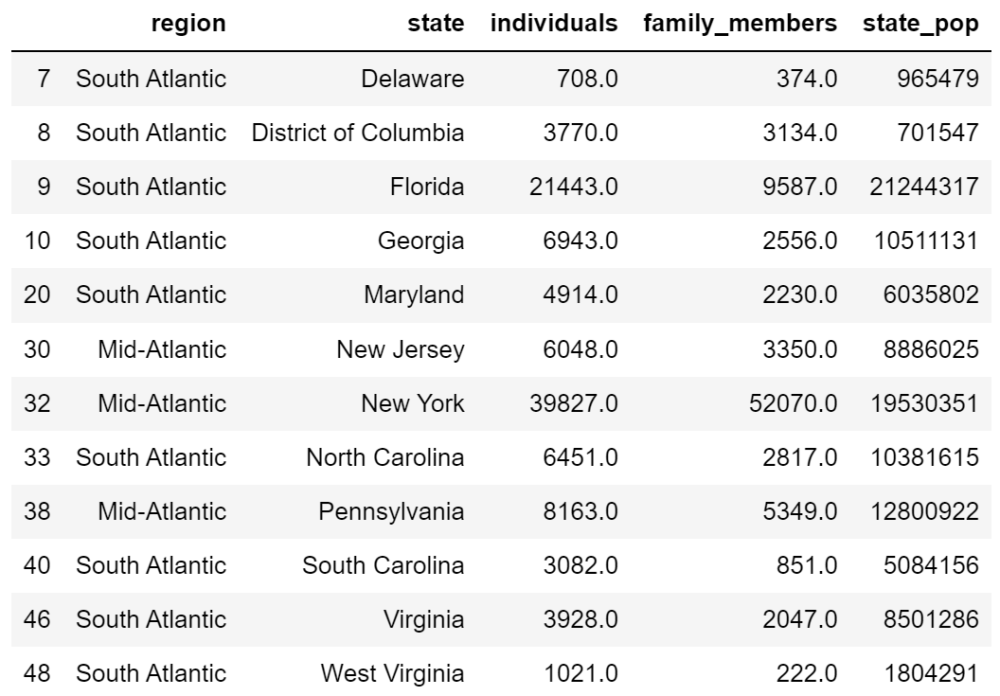 region state individuals family_members state_pop
7 South Atlantic Delaware 708.0 374.0 965479
8 South Atlantic District of Columbia 3770.0 3134.0 701547
9 South Atlantic Florida 21443.0 9587.0 21244317
10 South Atlantic Georgia 6943.0 2556.0 10511131
20 South Atlantic Maryland 4914.0 2230.0 6035802
30 Mid-Atlantic New Jersey 6048.0 3350.0 8886025
32 Mid-Atlantic New York 39827.0 52070.0 19530351
33 South Atlantic North Carolina 6451.0 2817.0 10381615
38 Mid-Atlantic Pennsylvania 8163.0 5349.0 12800922
40 South Atlantic South Carolina 3082.0 851.0 5084156
46 South Atlantic Virginia 3928.0 2047.0 8501286
48 South Atlantic West Virginia 1021.0 222.0 1804291